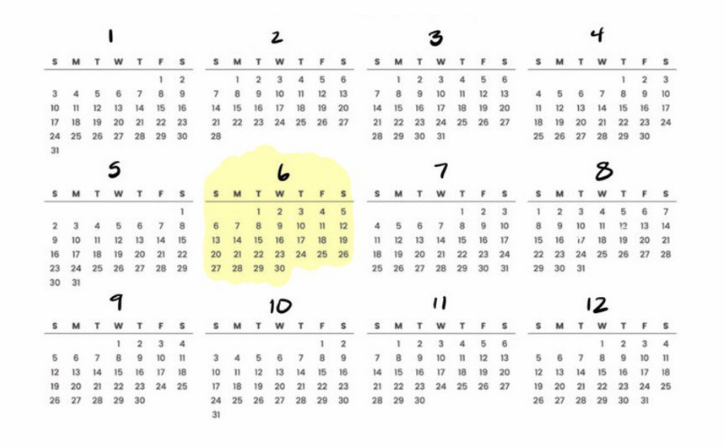 1
S M T W T F S
1 2
3 4 5 6 7 8 9
10 11 12 13 14 15 16
17 18 19 20 21 22 23
24 25 26 27 28 29 30
31
2
S M T W T F S
1 2 3 4 5 6
7 8 9 10 11 12 13
14 15 16 17 18 19 20
21 22 23 24 25 26 27
28
3
S M T W T F S
1 2 3 4 5 6
7 8 9 10 11 12 13
14 15 16 17 18 19 20
21 22 23 24 25 26 27
28 29 30 31
4
S M T W T F S
1 2 3
4 5 6 7 8 9 10
11 12 13 14 15 16 17
18 19 20 21 22 23 24
25 26 27 28 29 30
5
S M T W T F S
1
2 3 4 5 6 7 8
9 10 11 12 13 14 15
16 17 18 19 20 21 22
23 24 25 26 27 28 29
30 31
6
S M T W T F S
1 2 3 4 5
6 7 8 9 10 11 12
13 14 15 16 17 18 19
20 21 22 23 24 25 26
27 28 29 30
7
S M T W T F S
1 2 3
4 5 6 7 8 9 10
11 12 13 14 15 16 17
18 19 20 21 22 23 24
25 26 27 28 29 30 31
8
S M T W T F S
1 2 3 4 5 6 7
8 9 10 11 12 13 14
15 16 17 18 19 20 21
22 23 24 25 26 27 28
29 30 31
9
S M T W T F S
1 2 3 4
5 6 7 8 9 10 11
12 13 14 15 16 17 18
19 20 21 22 23 24 25
26 27 28 29 30
10
S M T W T F S
1 2
3 4 5 6 7 8 9
10 11 12 13 14 15 16
17 18 19 20 21 22 23
24 25 26 27 28 29 30
31
11
S M T W T F S
1 2 3 4 5 6
7 8 9 10 11 12 13
14 15 16 17 18 19 20
21 22 23 24 25 26 27
28 29 30
12
S M T W T F S
1 2 3 4
5 6 7 8 9 10 11
12 13 14 15 16 17 18
19 20 21 22 23 24 25
26 27 28 29 30 31